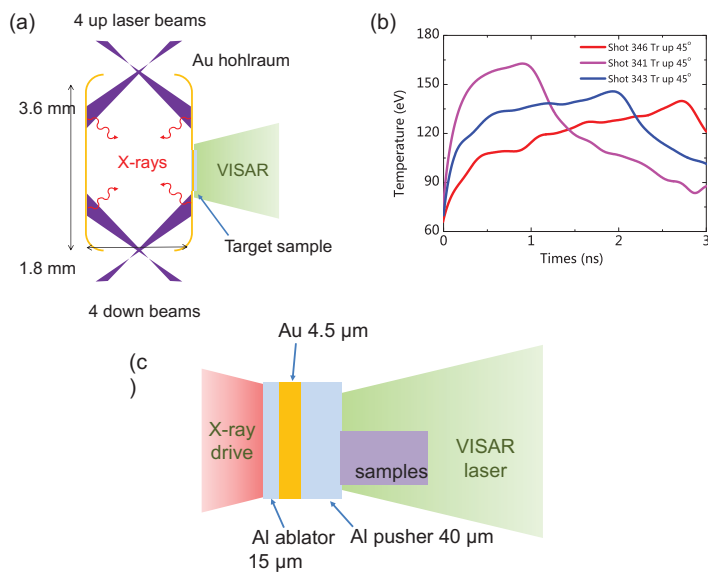 (a)
4 up laser beams
Au hohlraum
3.6 mm
X-rays
VISAR
Target sample
1.8 mm
4 down beams
(b)
Temperature (eV)
180
150
120
90
60
0
1
2
3
Times (ns)
Shot 346 Tr up 45°
Shot 341 Tr up 45°
Shot 343 Tr up 45°
(c
)
Au 4.5 μm
X-ray
drive
samples
VISAR
laser
Al ablator
15 μm
Al pusher 40 μm